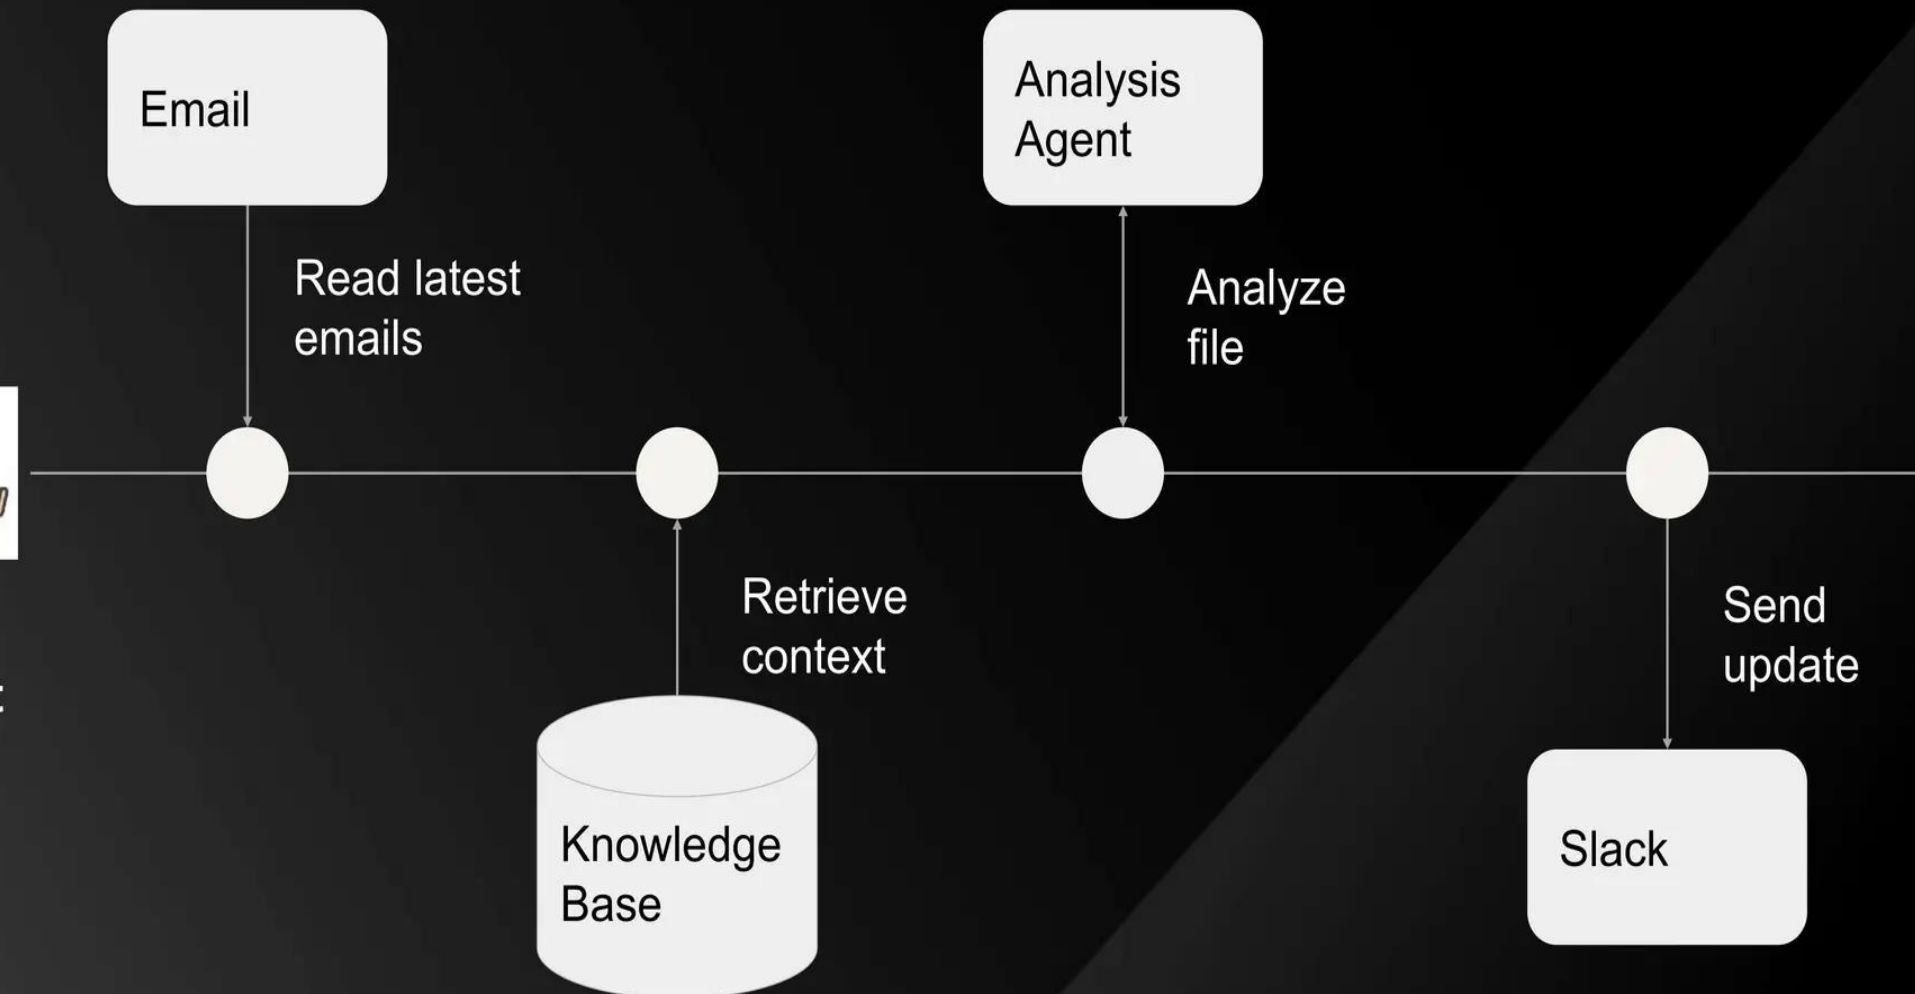 Email
Read latest
emails
Analysis
Agent
Analyze
file
Retrieve
context
Knowledge
Base
Send
update
Slack